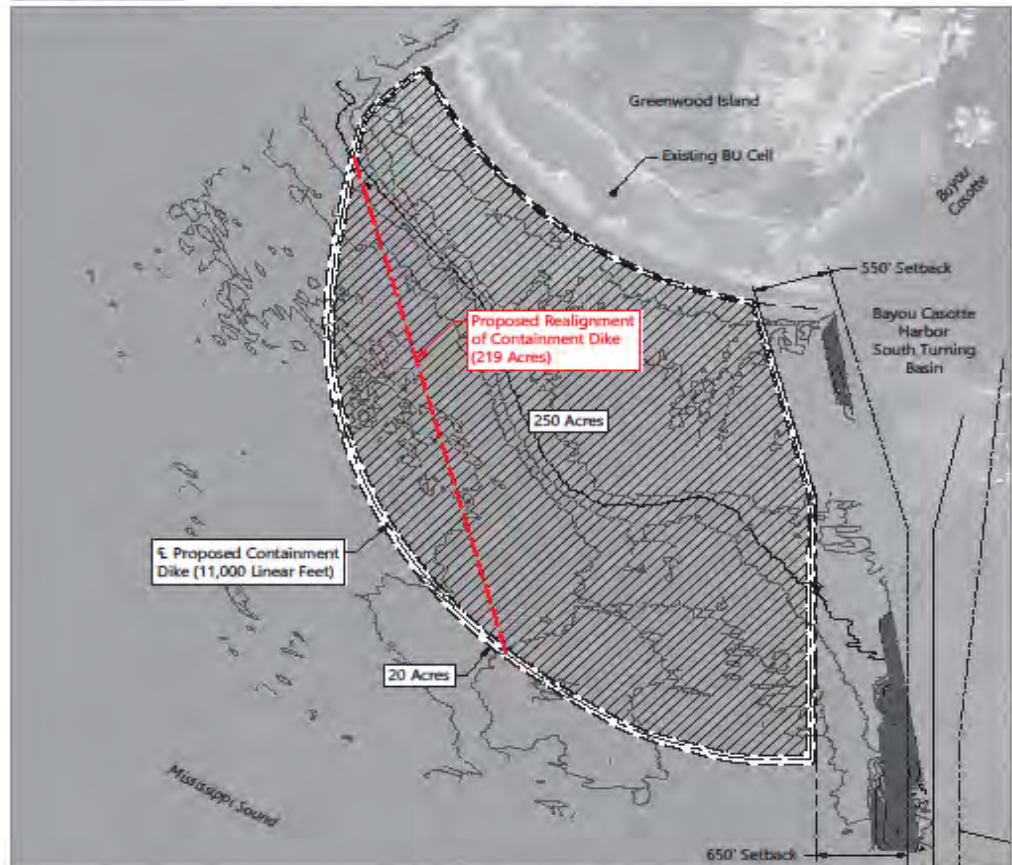 Greenwood Island
Existing BU Cell
Bayou
Casotte
550' Setback
Bayou Casotte
Harbor
South Turning
Basin
Proposed Realignment
of Containment Dike
(219 Acres)
250 Acres
℄ Proposed Containment
Dike (11,000 Linear Feet)
20 Acres
Mississippi Sound
650' Setback